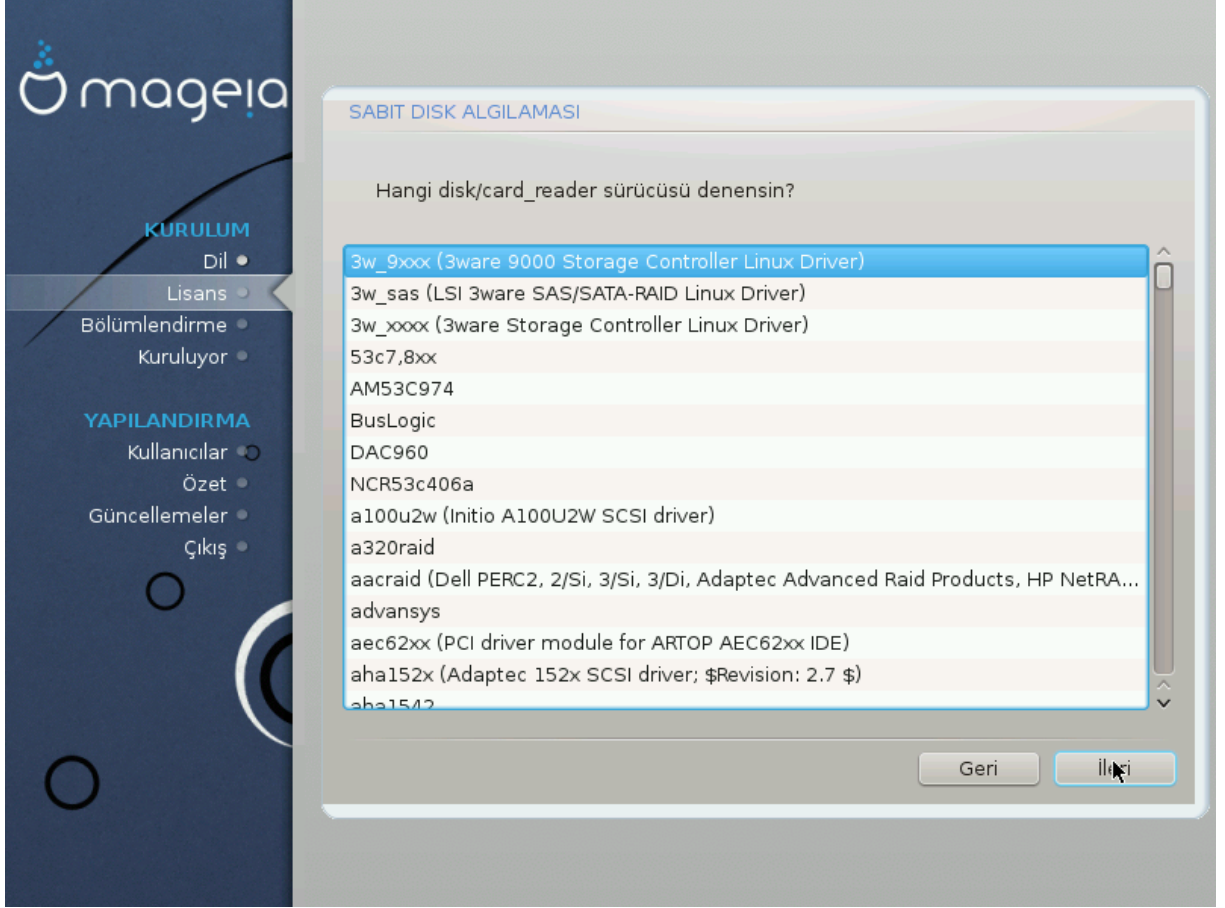 mageia
KURULUM
Dil
Lisans
Bölümlendirme
Kuruluyor
YAPILANDIRMA
Kullanıcılar
Özet
Güncellemeler
Çıkış
SABIT DISK ALGILAMASI
Hangi disk/card_reader sürücüsü denensin?
3w_9xxx (3ware 9000 Storage Controller Linux Driver)
3w_sas (LSI 3ware SAS/SATA-RAID Linux Driver)
3w_xxxx (3ware Storage Controller Linux Driver)
53c7,8xx
AM53C974
BusLogic
DAC960
NCR53c406a
a100u2w (Initio A100U2W SCSI driver)
a320raid
aacraid (Dell PERC2, 2/Si, 3/Si, 3/Di, Adaptec Advanced Raid Products, HP NetRA...
advansys
aec62xx (PCI driver module for ARTOP AEC62xx IDE)
aha152x (Adaptec 152x SCSI driver; $Revision: 2.7 $)
aha1542
Geri
İleri